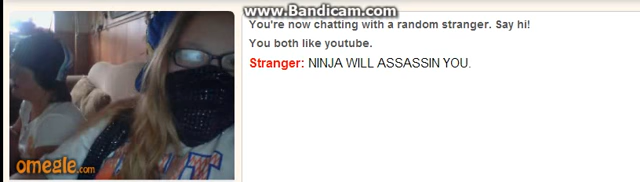 www.Bandicam.com
You're now chatting with a random stranger. Say hi!
You both like youtube.
Stranger: NINJA WILL ASSASSIN YOU.
omegle.com